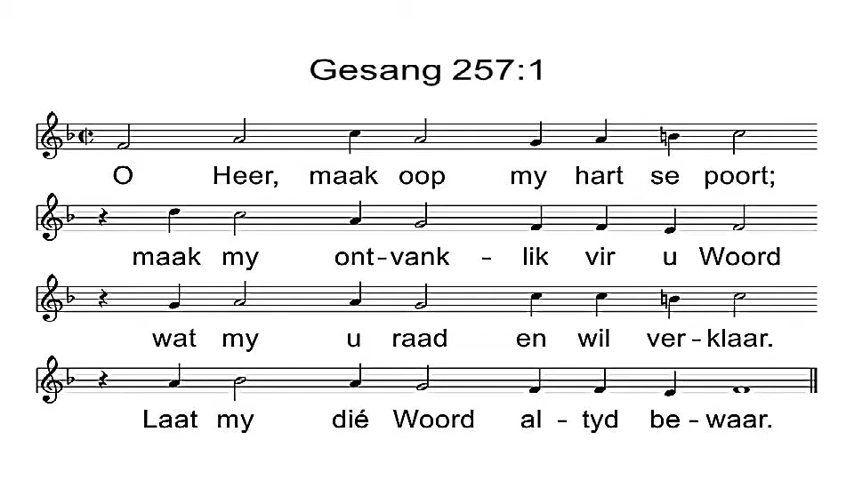 Gesang 257:1
O Heer, maak oop my hart se poort;
maak my ont-vank - lik vir u Woord
wat my u raad en wil ver-klaar.
Laat my dié Woord al - tyd be - waar.